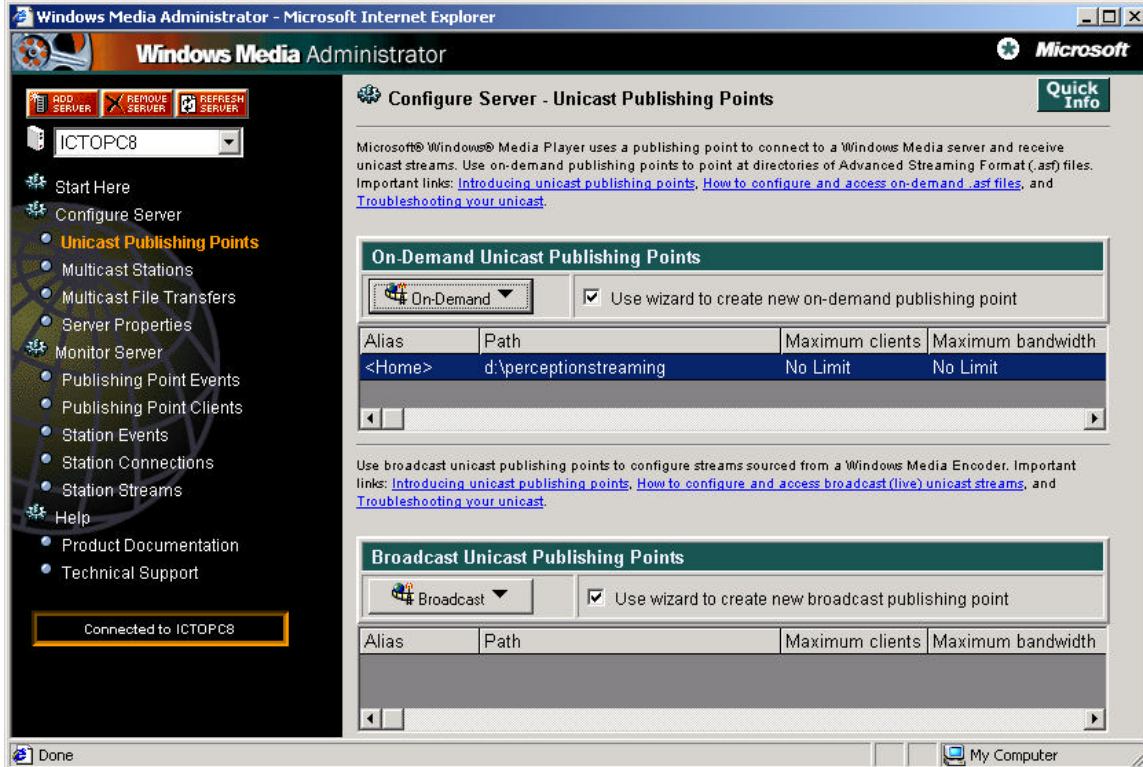 Windows Media Administrator - Microsoft Internet Explorer
Windows Media Administrator
Microsoft
ADD SERVER
REMOVE SERVER
REFRESH SERVER
ICTOPC8
Start Here
Configure Server
Unicast Publishing Points
Multicast Stations
Multicast File Transfers
Server Properties
Monitor Server
Publishing Point Events
Publishing Point Clients
Station Events
Station Connections
Station Streams
Help
Product Documentation
Technical Support
Connected to ICTOPC8
Configure Server - Unicast Publishing Points
Quick Info
Microsoft® Windows® Media Player uses a publishing point to connect to a Windows Media server and receive
unicast streams. Use on-demand publishing points to point at directories of Advanced Streaming Format (.asf) files.
Important links: Introducing unicast publishing points, How to configure and access on-demand .asf files, and
Troubleshooting your unicast.
On-Demand Unicast Publishing Points
On-Demand Use wizard to create new on-demand publishing point
Alias Path Maximum clients Maximum bandwidth
<Home> d:\perceptionstreaming No Limit No Limit
Use broadcast unicast publishing points to configure streams sourced from a Windows Media Encoder. Important
links: Introducing unicast publishing points, How to configure and access broadcast (live) unicast streams, and
Troubleshooting your unicast.
Broadcast Unicast Publishing Points
Broadcast Use wizard to create new broadcast publishing point
Alias Path Maximum clients Maximum bandwidth
Done My Computer